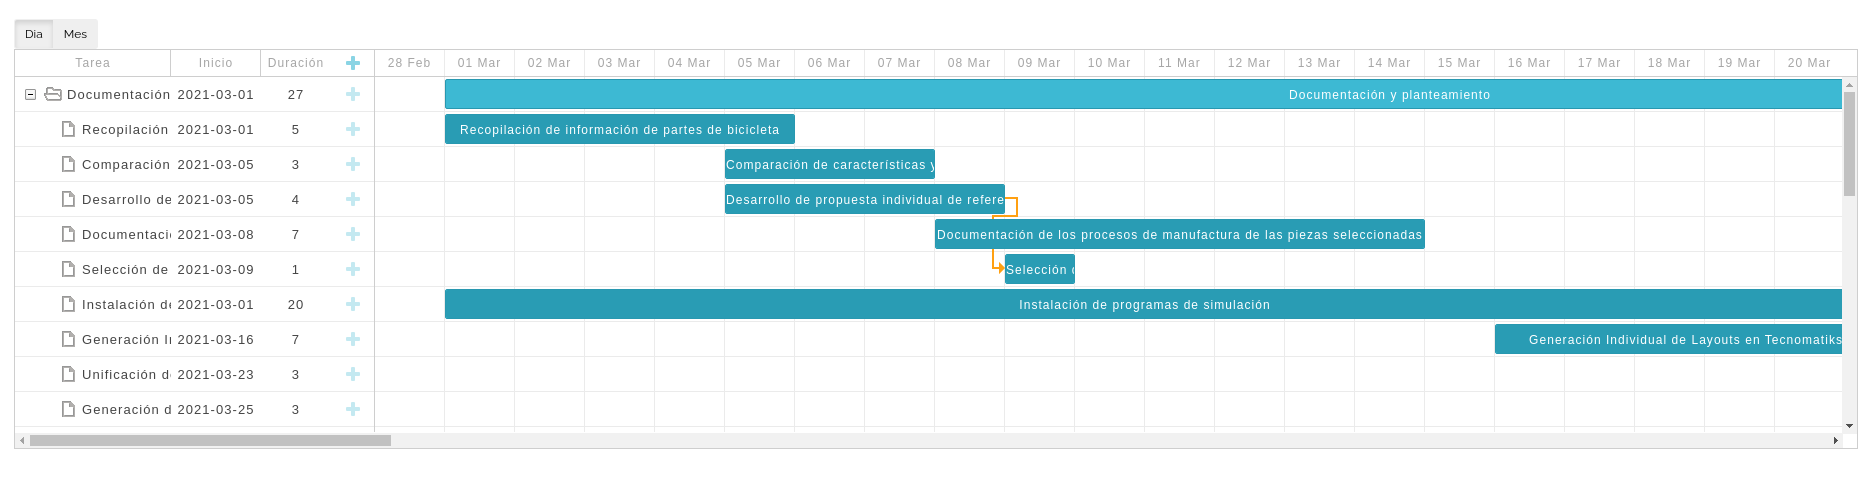 Dia Mes
Tarea Inicio Duración 28 Feb 01 Mar 02 Mar 03 Mar 04 Mar 05 Mar 06 Mar 07 Mar 08 Mar 09 Mar 10 Mar 11 Mar 12 Mar 13 Mar 14 Mar 15 Mar 16 Mar 17 Mar 18 Mar 19 Mar 20 Mar
Documentación 2021-03-01 27 Documentación y planteamiento
Recopilación 2021-03-01 5 Recopilación de información de partes de bicicleta
Comparación 2021-03-05 3 Comparación de características y
Desarrollo de 2021-03-05 4 Desarrollo de propuesta individual de refere
Documentaci 2021-03-08 7 Documentación de los procesos de manufactura de las piezas seleccionadas
Selección de 2021-03-09 1 Selección
Instalación de 2021-03-01 20 Instalación de programas de simulación
Generación I 2021-03-16 7 Generación Individual de Layouts en Tecnomatiks
Unificación d 2021-03-23 3
Generación d 2021-03-25 3